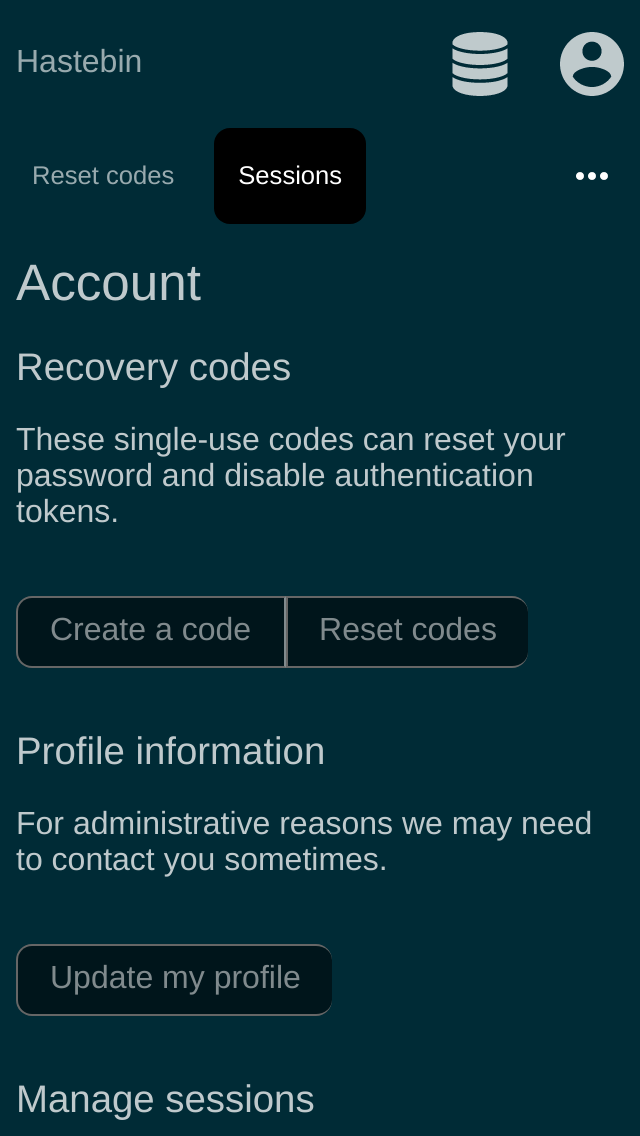 Hastebin
Reset codes Sessions
Account
Recovery codes
These single-use codes can reset your
password and disable authentication
tokens.
Create a code Reset codes
Profile information
For administrative reasons we may need
to contact you sometimes.
Update my profile
Manage sessions